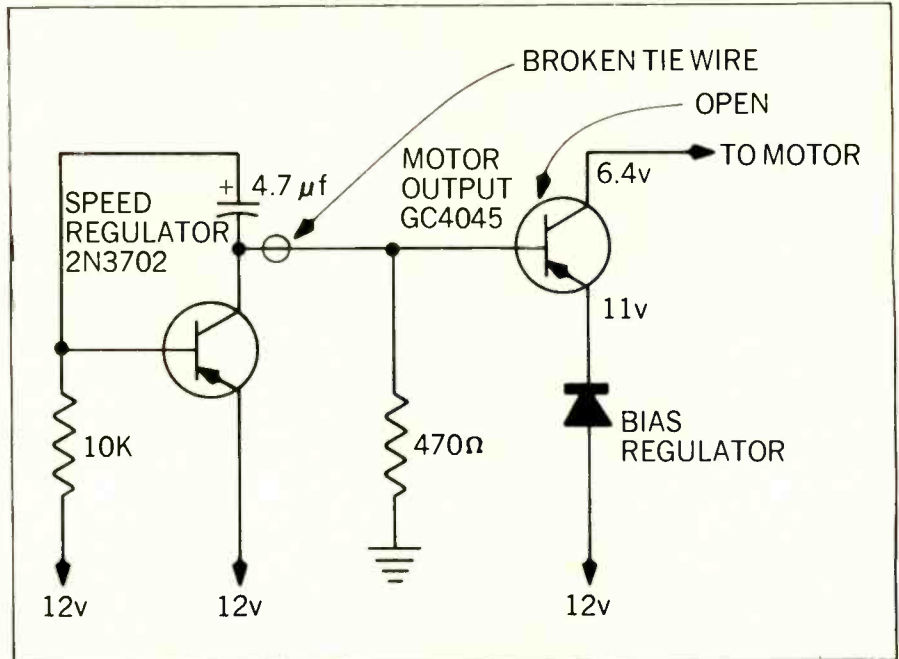 BROKEN TIE WIRE
OPEN
TO MOTOR
MOTOR
OUTPUT
GC4045
6.4v
+ 4.7 µf
SPEED
REGULATOR
2N3702
11v
10K
470Ω
BIAS
REGULATOR
12v
12v
12v